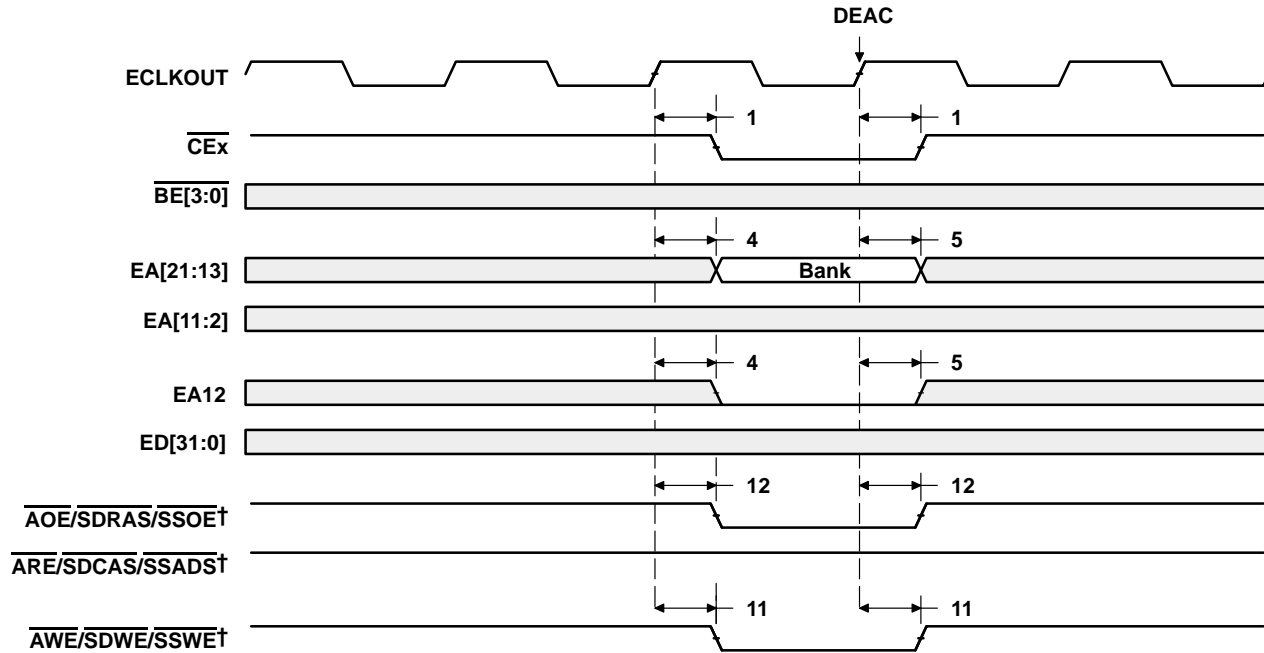 DEAC
ECLKOUT
1 1
CEx
BE[3:0]
4 5
EA[21:13] Bank
EA[11:2]
4 5
EA12
ED[31:0]
12 12
AOE/SDRAS/SSOE†
ARE/SDCAS/SSADS†
11 11
AWE/SDWE/SSWE†